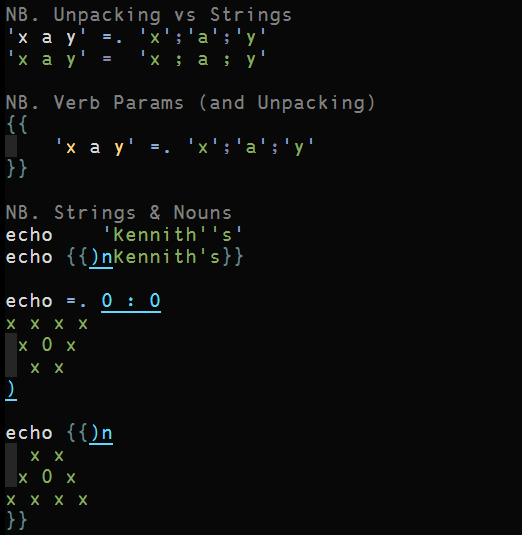 NB. Unpacking vs Strings
'x a y' =. 'x';'a';'y'
'x a y' =  'x ; a ; y'

NB. Verb Params (and Unpacking)
{{
    'x a y' =. 'x';'a';'y'
}}

NB. Strings & Nouns
echo    'kennith''s'
echo {{)nkennith's}}

echo =. 0 : 0
x x x x
 x 0 x
  x x
)

echo {{)n
  x x
 x 0 x
x x x x
}}